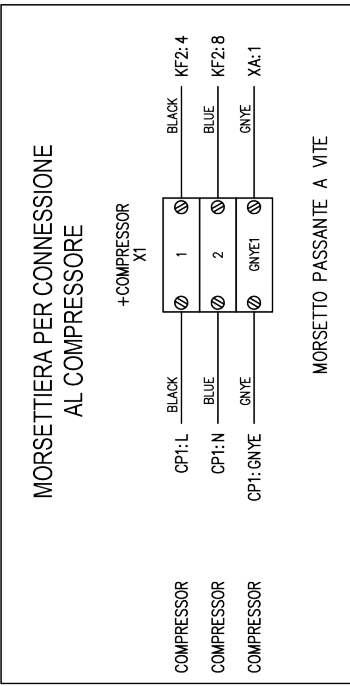 MORSETTIERA PER CONNESSIONE
AL COMPRESSORE
+COMPRESSOR
X1
COMPRESSOR CP1:L BLACK 1 BLACK KF2:4
COMPRESSOR CP1:N BLUE 2 BLUE KF2:8
COMPRESSOR CP1:GNYE GNYE GNYE1 GNYE XA:1
MORSETTO PASSANTE A VITE